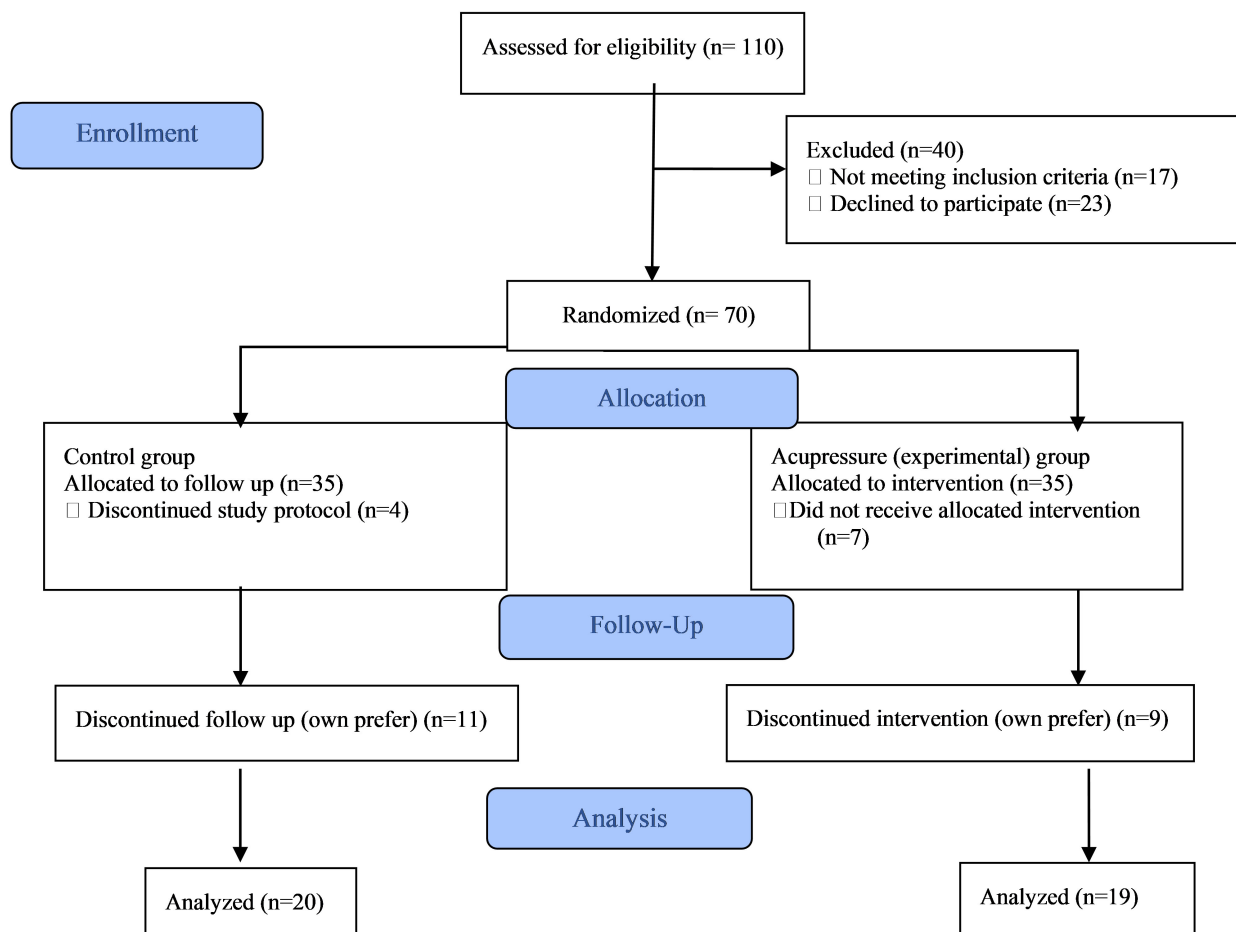 Assessed for eligibility (n= 110)
Enrollment
Excluded (n=40)
□ Not meeting inclusion criteria (n=17)
□ Declined to participate (n=23)
Randomized (n= 70)
Allocation
Control group
Allocated to follow up (n=35)
□ Discontinued study protocol (n=4)
Acupressure (experimental) group
Allocated to intervention (n=35)
□Did not receive allocated intervention
(n=7)
Follow-Up
Discontinued follow up (own prefer) (n=11)
Discontinued intervention (own prefer) (n=9)
Analysis
Analyzed (n=20)
Analyzed (n=19)